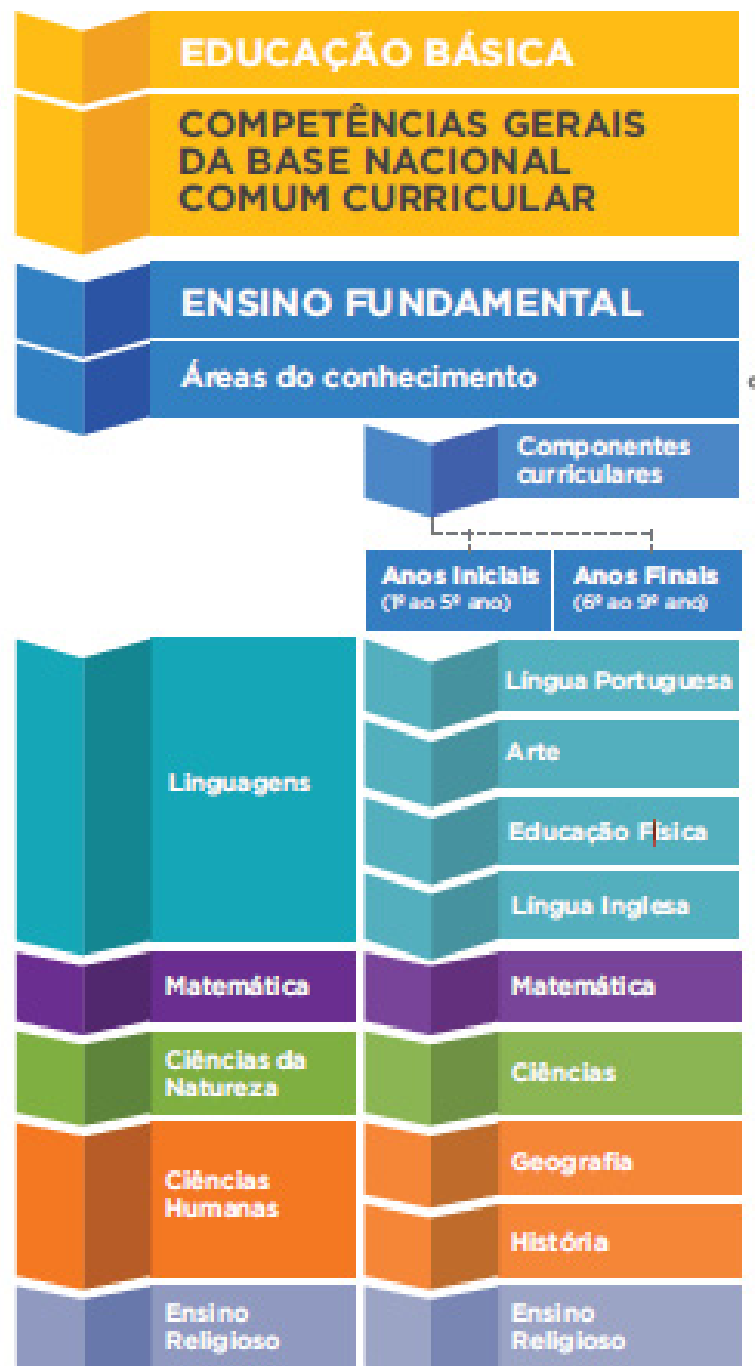 EDUCAÇÃO BÁSICA
COMPETÊNCIAS GERAIS
DA BASE NACIONAL
COMUM CURRICULAR
ENSINO FUNDAMENTAL
Áreas do conhecimento
Componentes
curriculares
Anos Iniciais
(1º ao 5º ano)
Anos Finais
(6º ao 9º ano)
Linguagens
Língua Portuguesa
Arte
Educação Física
Língua Inglesa
Matemática
Matemática
Ciências da
Natureza
Ciências
Ciências
Humanas
Geografia
História
Ensino
Religioso
Ensino
Religioso